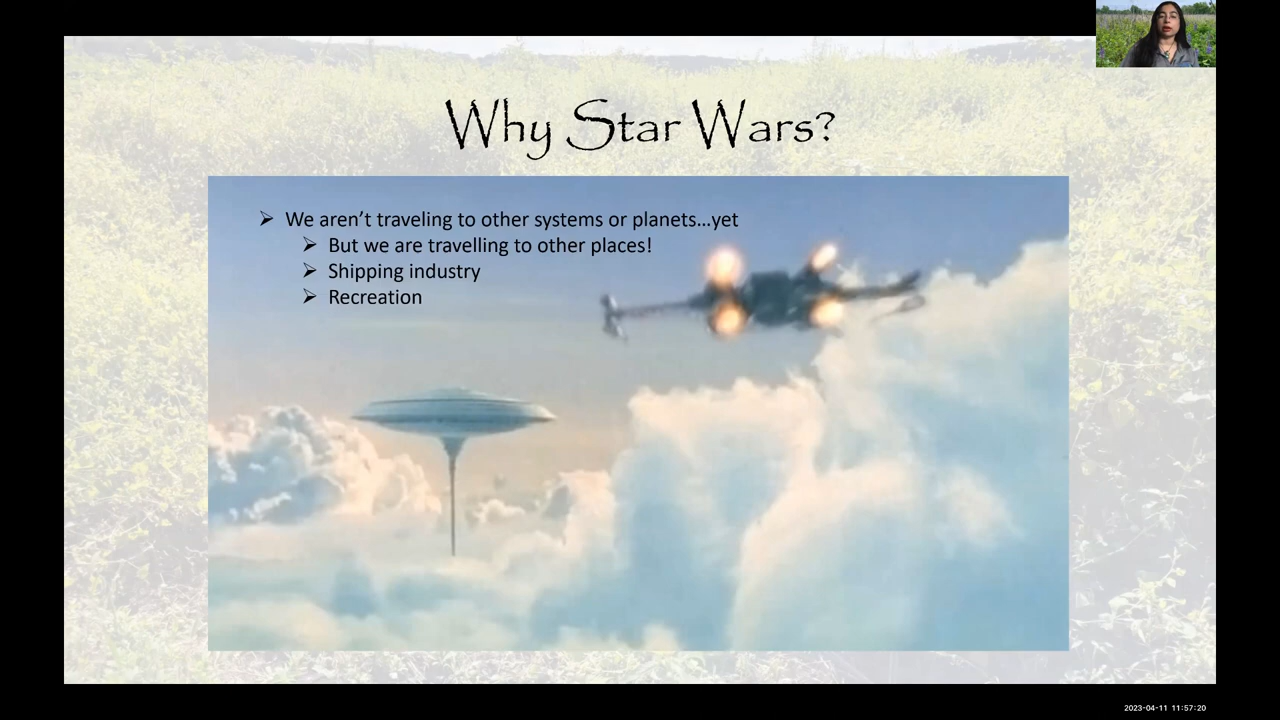 Why Star Wars?
➢ We aren’t traveling to other systems or planets…yet
➢ But we are travelling to other places!
➢ Shipping industry
➢ Recreation
2023-04-11 11:57:20